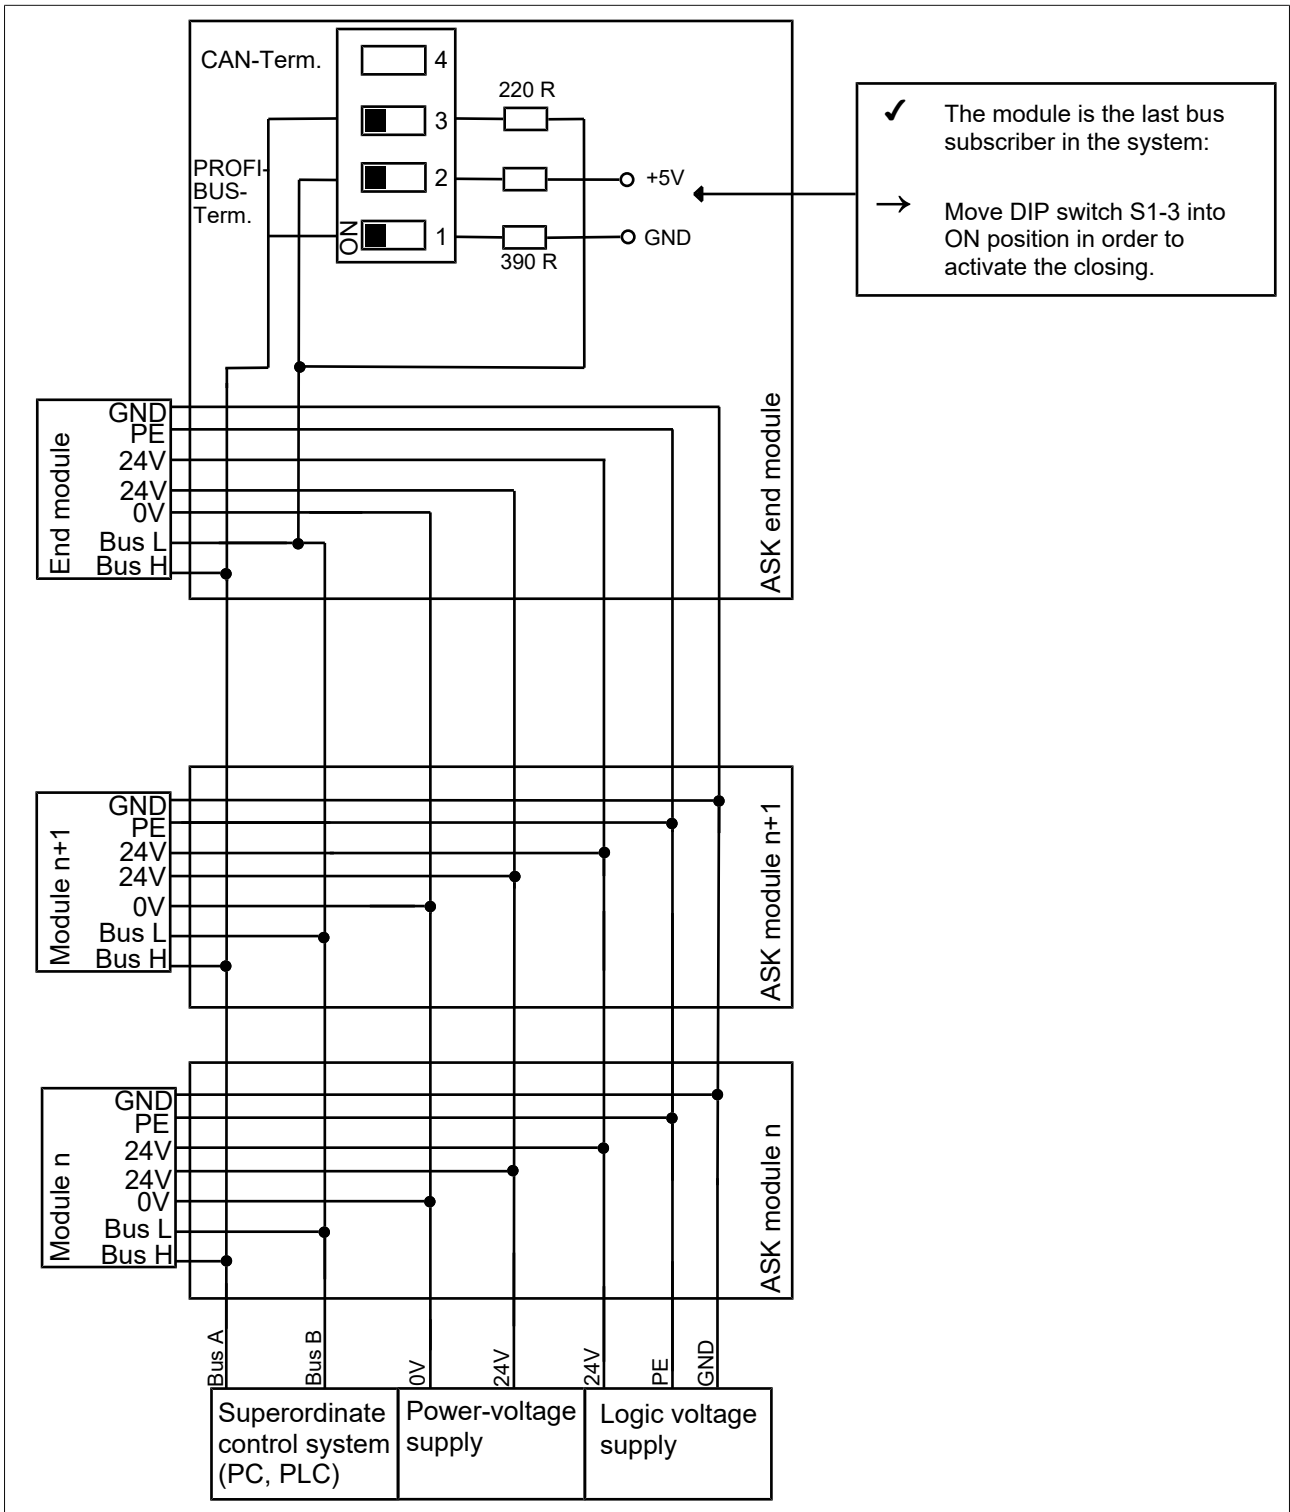 CAN-Term.
4
220 R
3
PROFI-
BUS-
Term.
2
+5V
ON
1
GND
390 R
✓ The module is the last bus
subscriber in the system:
→ Move DIP switch S1-3 into
ON position in order to
activate the closing.
ASK end module
End module
GND
PE
24V
24V
0V
Bus L
Bus H
ASK module n+1
Module n+1
GND
PE
24V
24V
0V
Bus L
Bus H
ASK module n
Module n
GND
PE
24V
24V
0V
Bus L
Bus H
Bus A
Bus B
0V
24V
24V
PE
GND
Superordinate
control system
(PC, PLC)
Power-voltage
supply
Logic voltage
supply